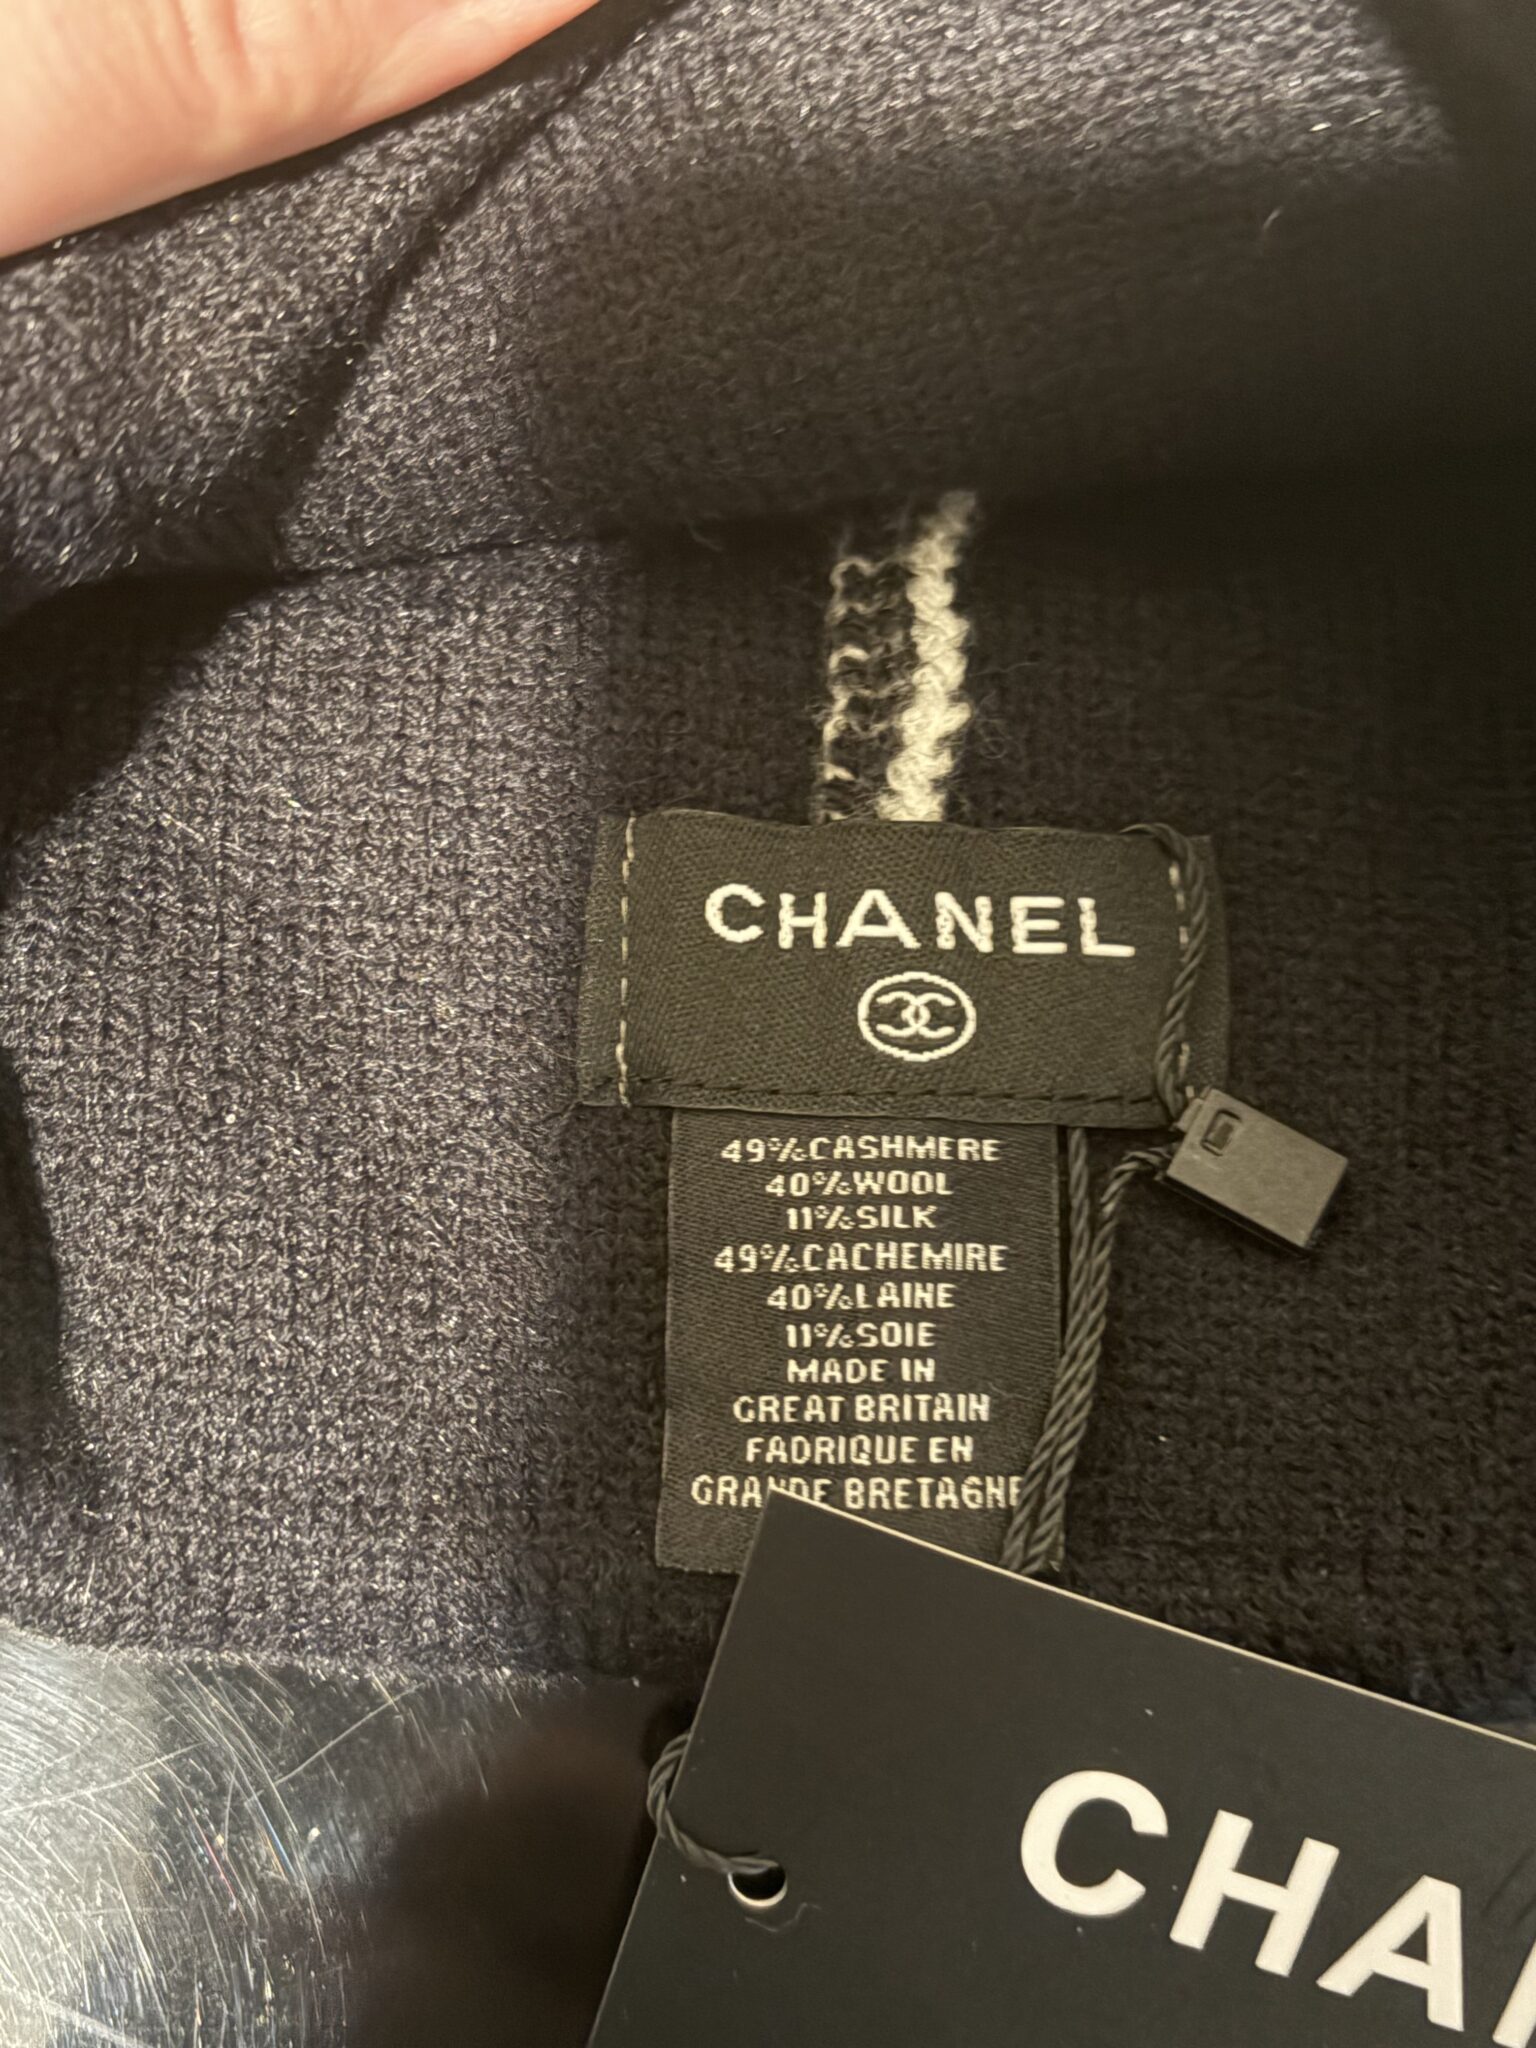 CHANEL
49%CASHMERE
40%WOOL
11%SILK
49%CACHEMIRE
40%LAINE
11%SOIE
MADE IN
GREAT BRITAIN
FADRIQUE EN
GRANDE BRETAGNE
CHA